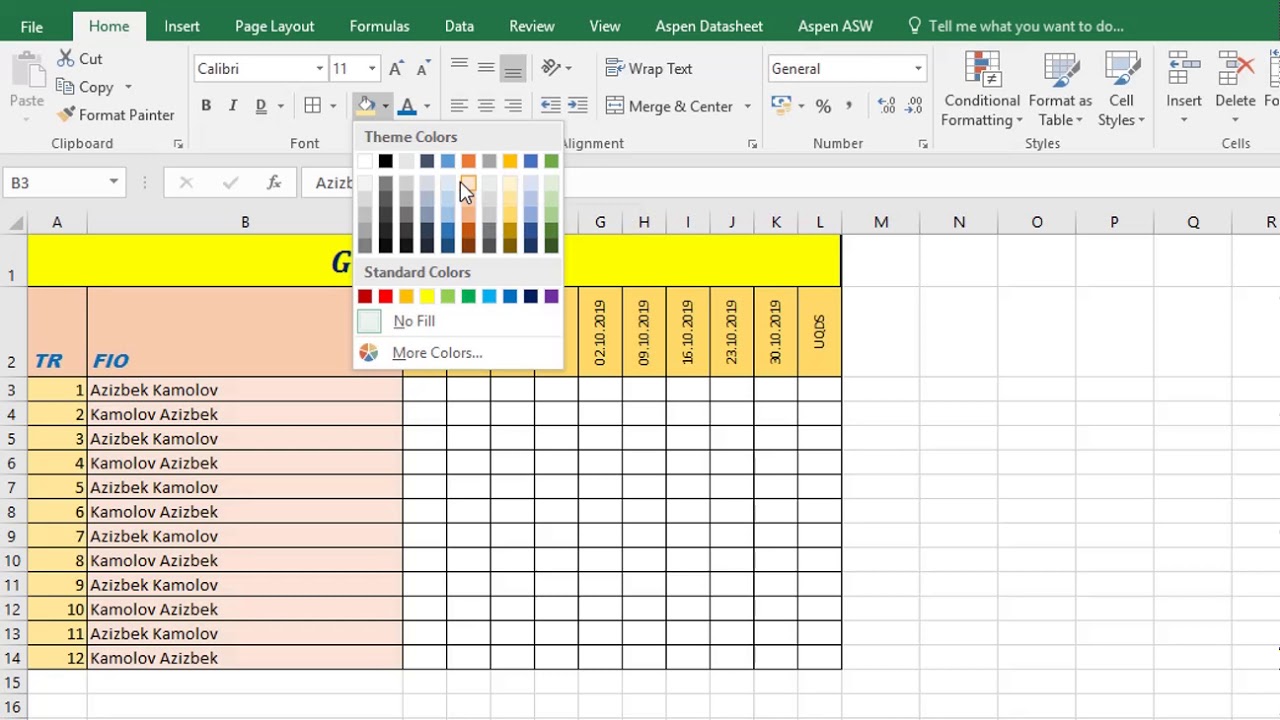 File Home Insert Page Layout Formulas Data Review View Aspen Datasheet Aspen ASW Tell me what you want to do...
Paste
Cut
Copy
Format Painter
Clipboard
Calibri 11
B I D A
Font
Wrap Text
Merge & Center
Alignment
General
%
Conditional Formatting
Format as Table
Cell Styles
Styles
Insert
Delete
Cells
B3
fx
Theme Colors
Standard Colors
No Fill
More Colors...
A B G H I J K L M N O P Q R
1 G
2 TR FIO 02.10.2019 09.10.2019 16.10.2019 23.10.2019 30.10.2019 UQDS
3 1 Azizbek Kamolov
4 2 Kamolov Azizbek
5 3 Azizbek Kamolov
6 4 Kamolov Azizbek
7 5 Azizbek Kamolov
8 6 Kamolov Azizbek
9 7 Azizbek Kamolov
10 8 Kamolov Azizbek
11 9 Azizbek Kamolov
12 10 Kamolov Azizbek
13 11 Azizbek Kamolov
14 12 Kamolov Azizbek
15
16